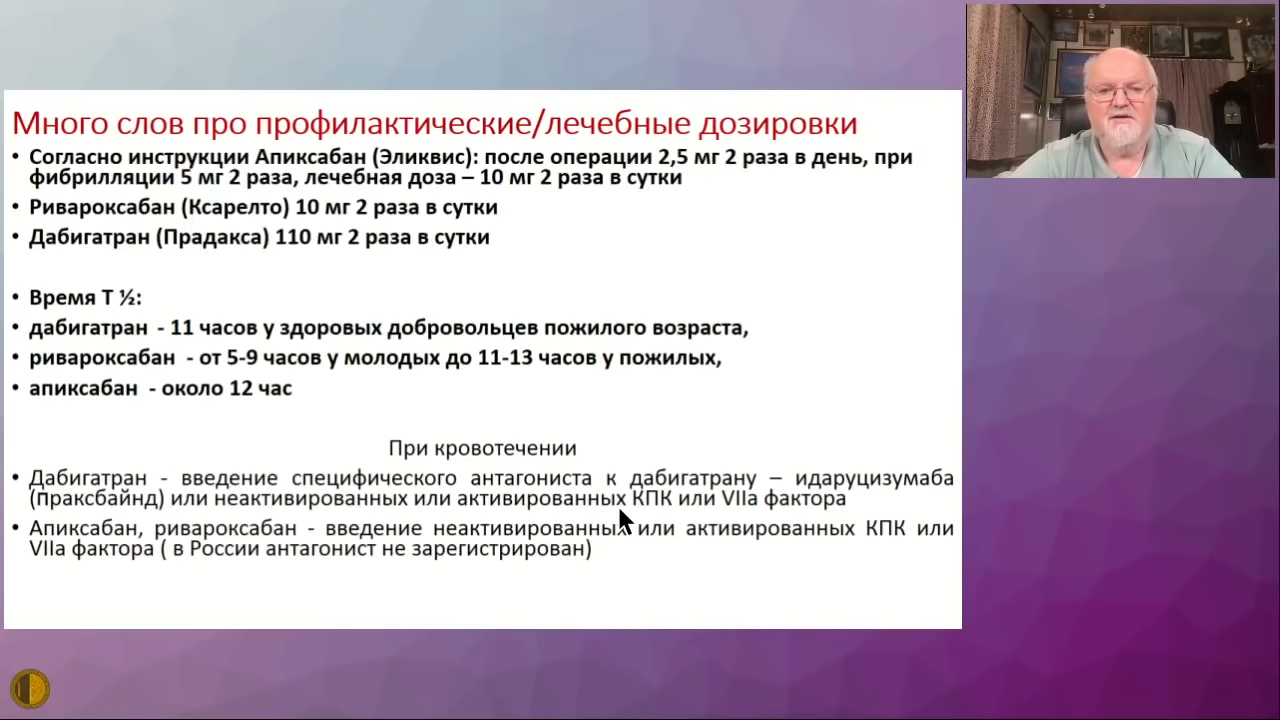 Много слов про профилактические/лечебные дозировки
• Согласно инструкции Апиксабан (Эликвис): после операции 2,5 мг 2 раза в день, при
фибрилляции 5 мг 2 раза, лечебная доза – 10 мг 2 раза в сутки
• Ривароксабан (Ксарелто) 10 мг 2 раза в сутки
• Дабигатран (Прадакса) 110 мг 2 раза в сутки
• Время Т ½:
• дабигатран - 11 часов у здоровых добровольцев пожилого возраста,
• ривароксабан - от 5-9 часов у молодых до 11-13 часов у пожилых,
• апиксабан - около 12 час
При кровотечении
• Дабигатран - введение специфического антагониста к дабигатрану – идаруцизумаба
(праксбайнд) или неактивированных или активированных КПК или VIIa фактора
• Апиксабан, ривароксабан - введение неактивированных или активированных КПК или
VIIa фактора ( в России антагонист не зарегистрирован)